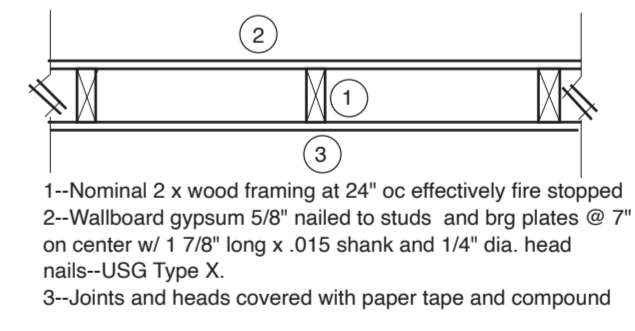 2
1
3
1--Nominal 2 x wood framing at 24" oc effectively fire stopped
2--Wallboard gypsum 5/8" nailed to studs and brg plates @ 7"
on center w/ 1 7/8" long x .015 shank and 1/4" dia. head
nails--USG Type X.
3--Joints and heads covered with paper tape and compound